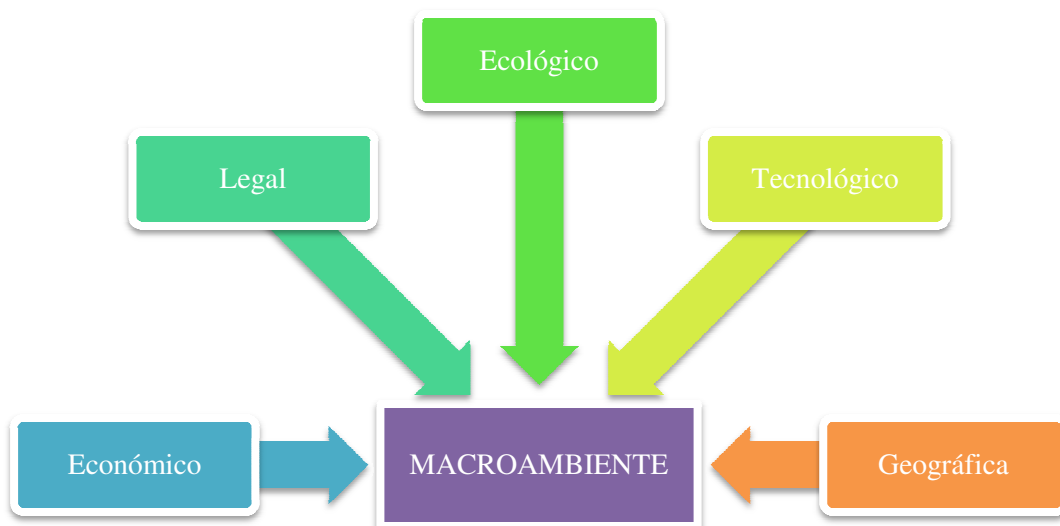 Ecológico
Legal
Tecnológico
Económico
MACROAMBIENTE
Geográfica